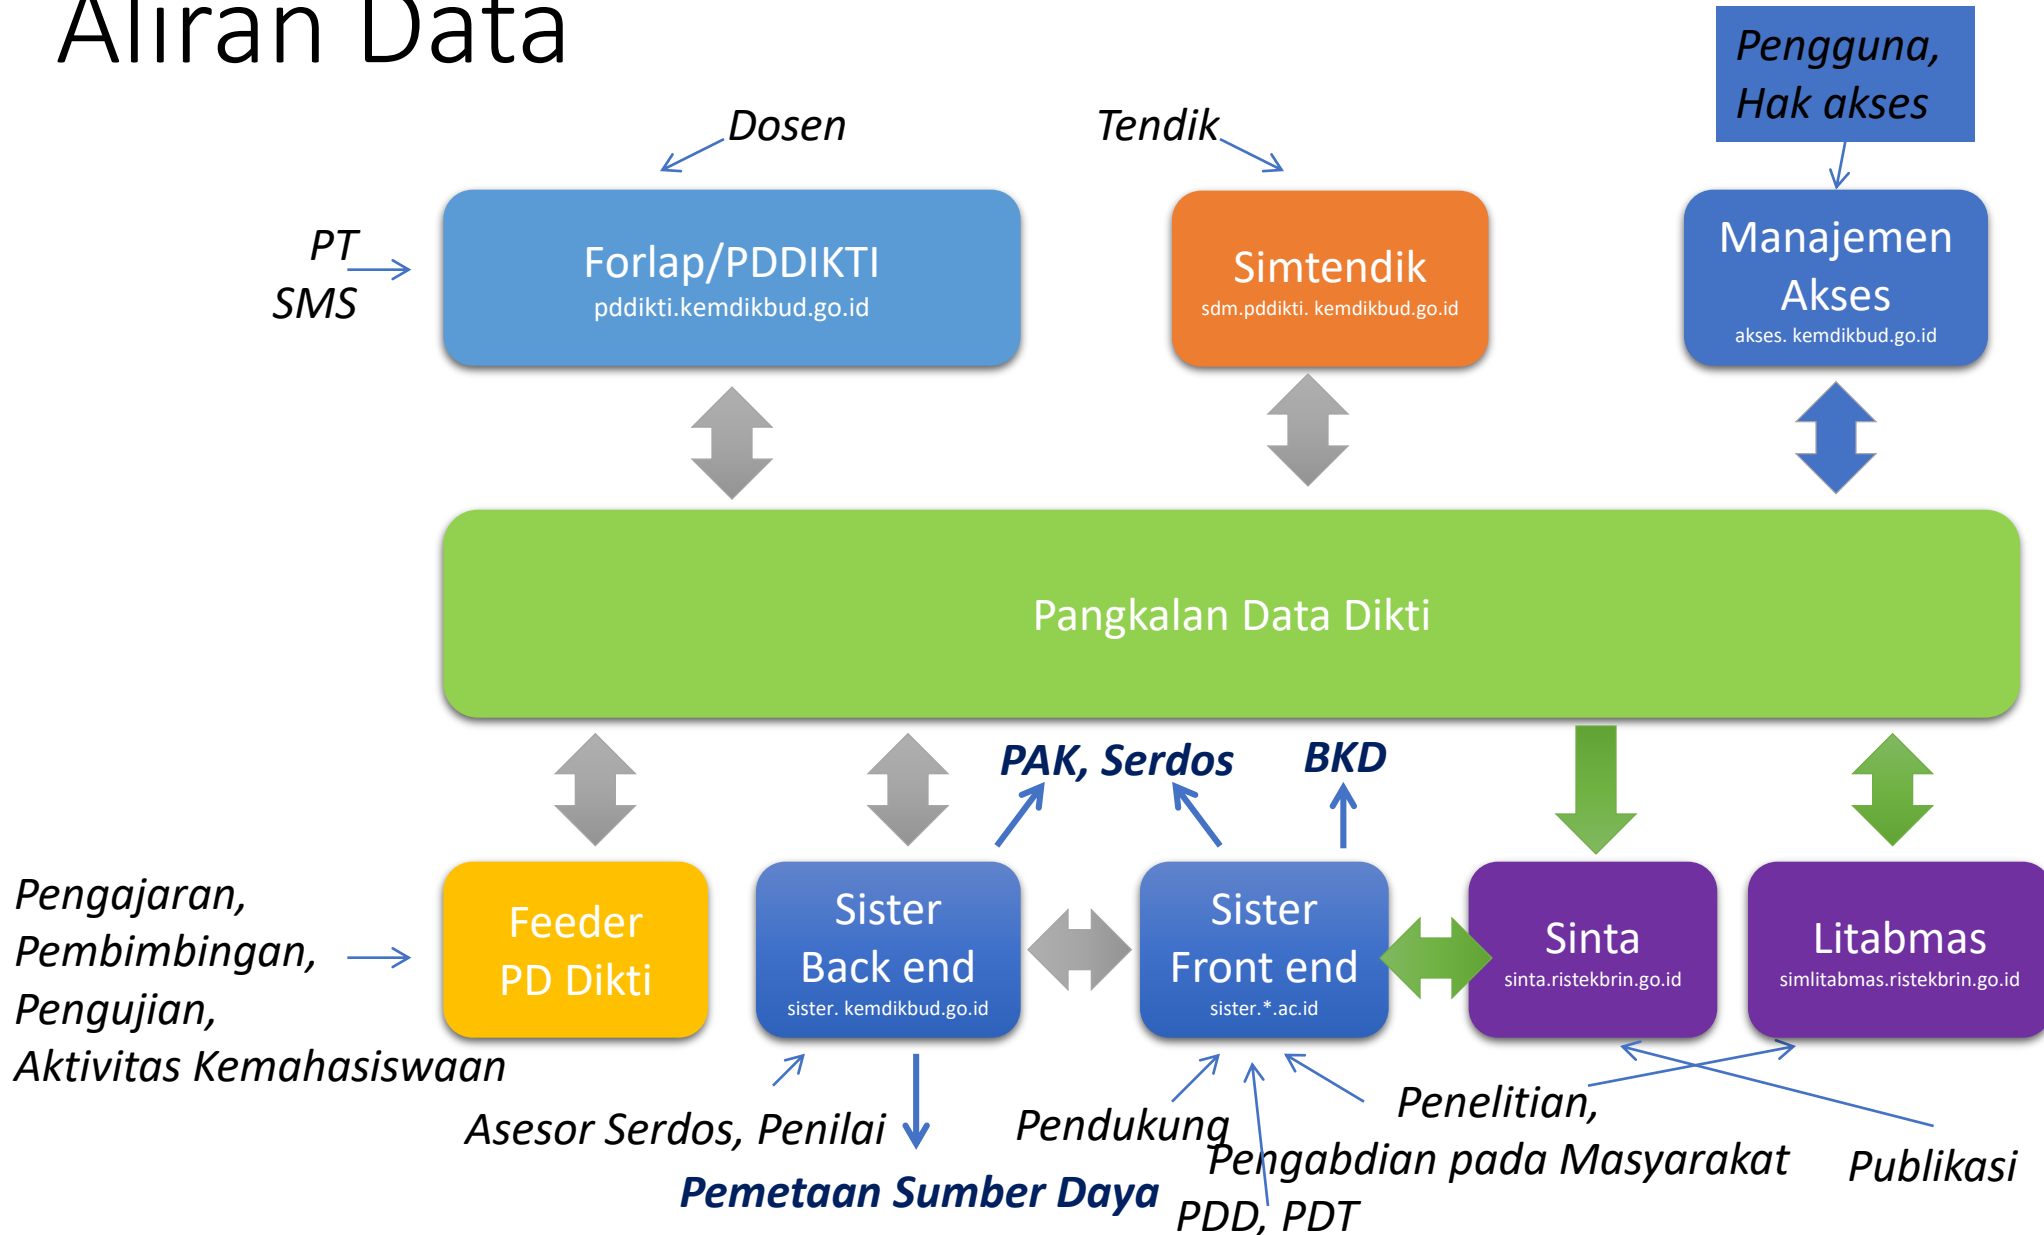 Aliran Data
Pengguna,
Hak akses
Dosen
Tendik
PT
SMS
Forlap/PDDIKTI
pddikti.kemdikbud.go.id
Simtendik
sdm.pddikti. kemdikbud.go.id
Manajemen
Akses
akses. kemdikbud.go.id
Pangkalan Data Dikti
PAK, Serdos
BKD
Pengajaran,
Pembimbingan,
Pengujian,
Aktivitas Kemahasiswaan
Feeder
PD Dikti
Sister
Back end
sister. kemdikbud.go.id
Sister
Front end
sister.*.ac.id
Sinta
sinta.ristekbrin.go.id
Litabmas
simlitabmas.ristekbrin.go.id
Asesor Serdos, Penilai
Pemetaan Sumber Daya
Pendukung
Penelitian,
Pengabdian pada Masyarakat
Publikasi
PDD, PDT